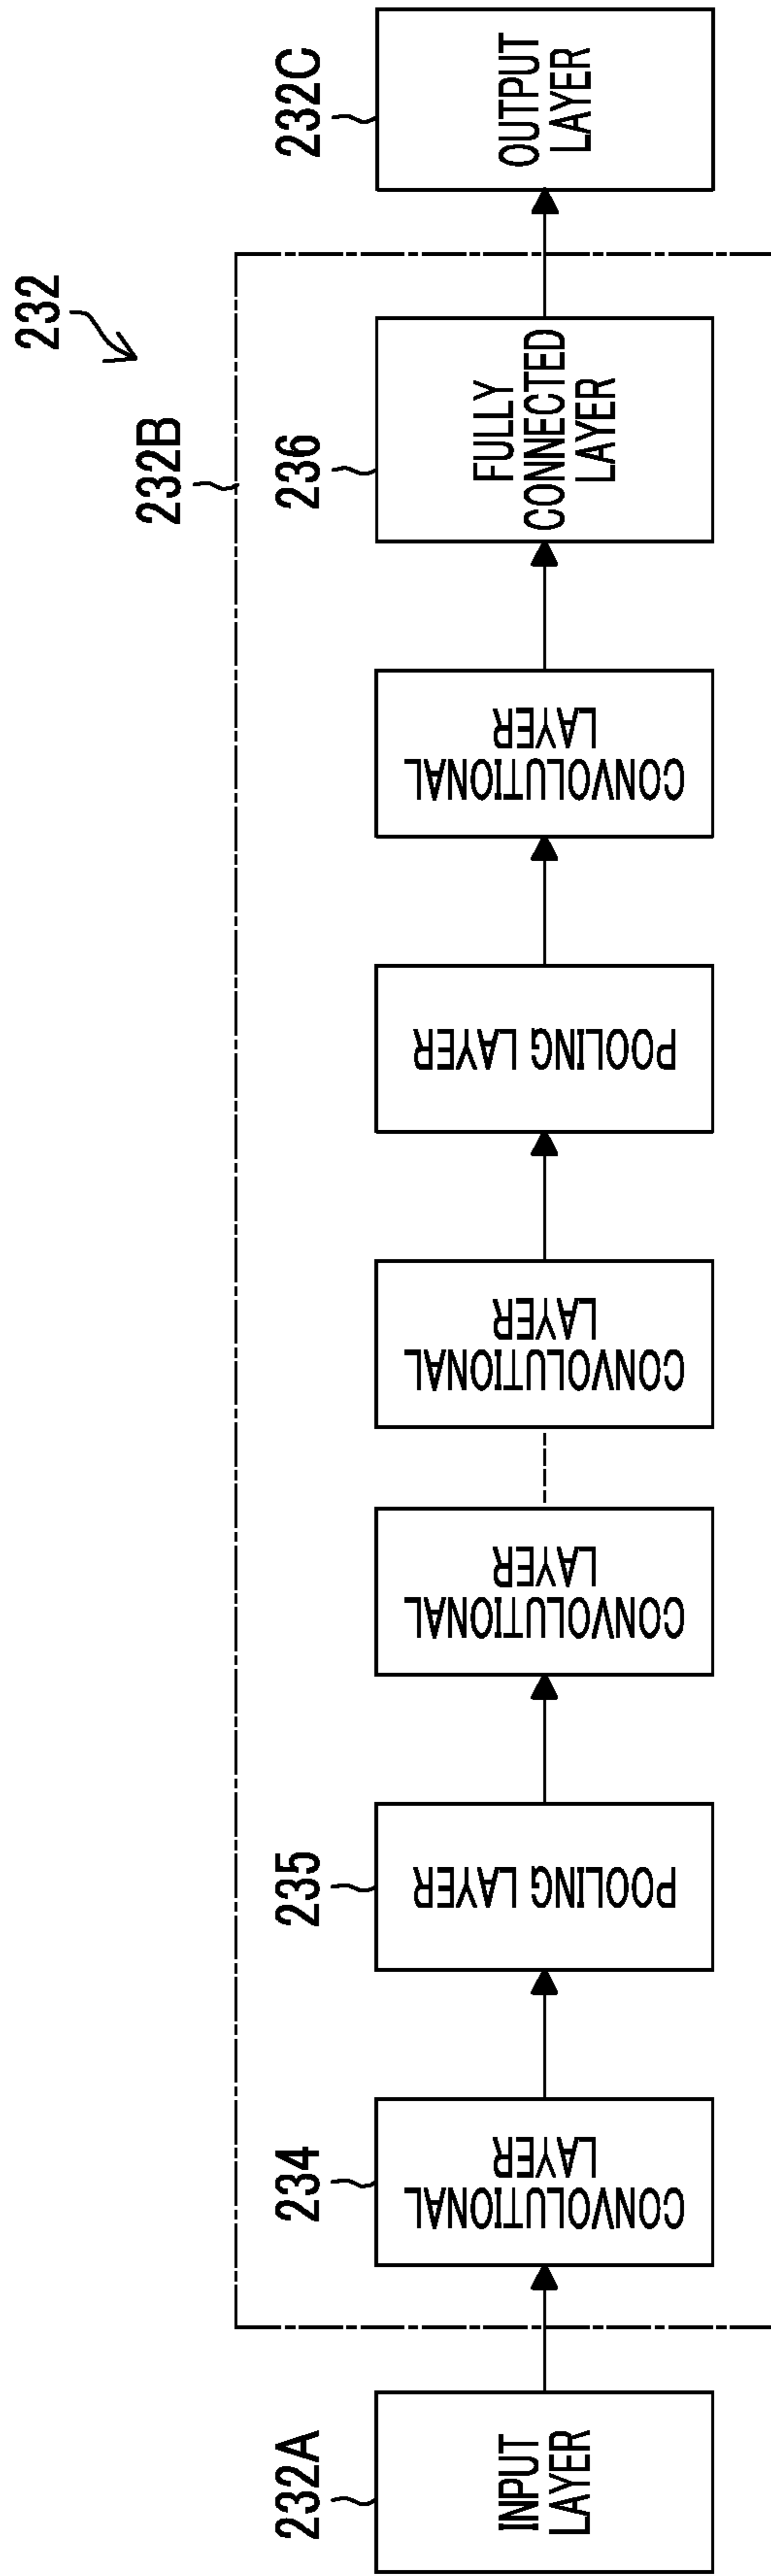 232
232B
232A
234
235
236
232C
INPUT
LAYER
CONVOLUTIONAL
LAYER
POOLING LAYER
CONVOLUTIONAL
LAYER
CONVOLUTIONAL
LAYER
POOLING LAYER
CONVOLUTIONAL
LAYER
FULLY
CONNECTED
LAYER
OUTPUT
LAYER